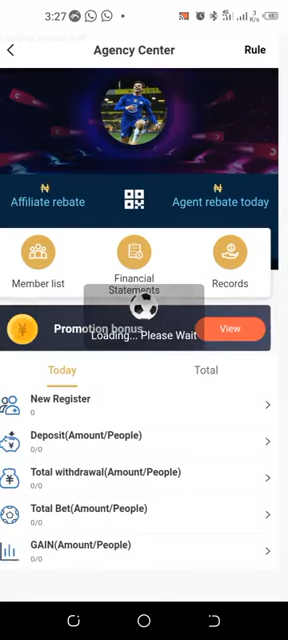 3:27
Agency Center
Rule
₦
₦
Affiliate rebate
Agent rebate today
Member list
Financial
Statements
Records
Promotion bonus
View
Loading... Please Wait
Today
Total
New Register
0
Deposit(Amount/People)
0/0
Total withdrawal(Amount/People)
0/0
Total Bet(Amount/People)
0/0
GAIN(Amount/People)
0/0